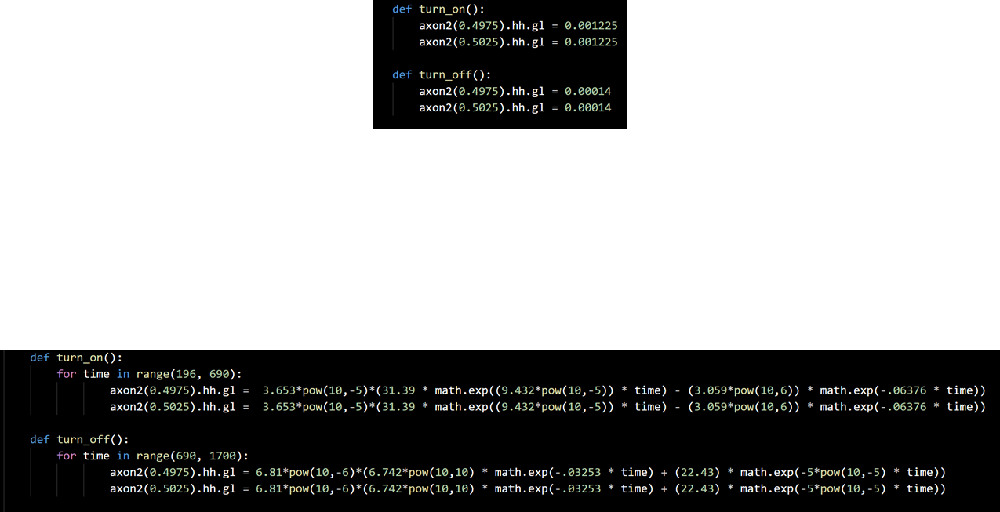 def turn_on():
axon2(0.4975).hh.gl = 0.001225
axon2(0.5025).hh.gl = 0.001225
def turn_off():
axon2(0.4975).hh.gl = 0.00014
axon2(0.5025).hh.gl = 0.00014
def turn_on():
for time in range(196, 690):
axon2(0.4975).hh.gl =  3.653*pow(10,-5)*(31.39 * math.exp((9.432*pow(10,-5)) * time) - (3.059*pow(10,6)) * math.exp(-.06376 * time))
axon2(0.5025).hh.gl =  3.653*pow(10,-5)*(31.39 * math.exp((9.432*pow(10,-5)) * time) - (3.059*pow(10,6)) * math.exp(-.06376 * time))
def turn_off():
for time in range(690, 1700):
axon2(0.4975).hh.gl = 6.81*pow(10,-6)*(6.742*pow(10,10) * math.exp(-.03253 * time) + (22.43) * math.exp(-5*pow(10,-5) * time))
axon2(0.5025).hh.gl = 6.81*pow(10,-6)*(6.742*pow(10,10) * math.exp(-.03253 * time) + (22.43) * math.exp(-5*pow(10,-5) * time))